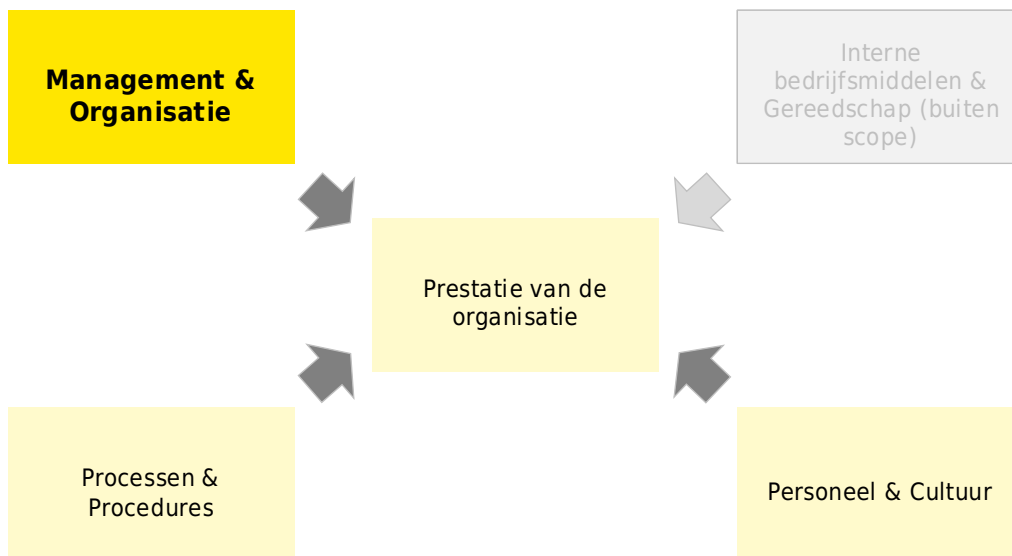 Management &
Organisatie
Interne
bedrijfsmiddelen &
Gereedschap (buiten
scope)
Prestatie van de
organisatie
Processen &
Procedures
Personeel & Cultuur